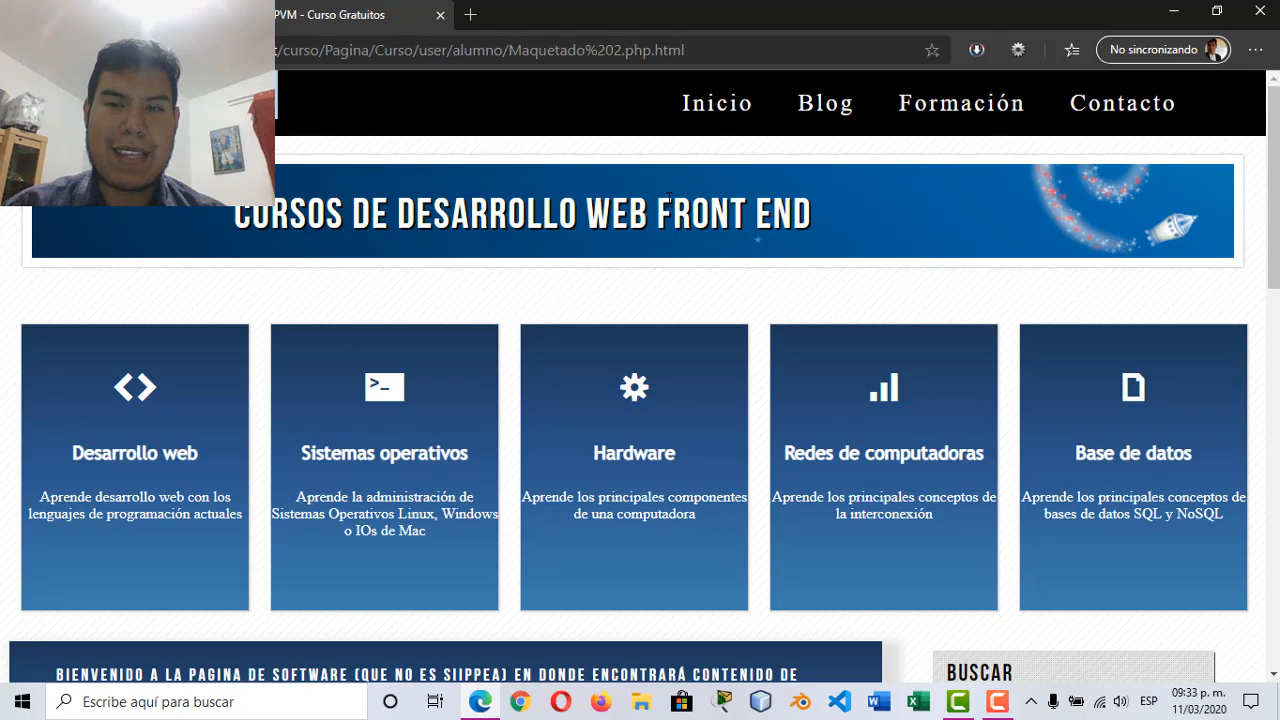 PVM - Curso Gratuitos
/curso/Pagina/Curso/user/alumno/Maquetado%202.php.html
No sincronizando
Inicio Blog Formación Contacto
CURSOS DE DESARROLLO WEB FRONT END
Desarrollo web
Aprende desarrollo web con los
lenguajes de programación actuales
Sistemas operativos
Aprende la administración de
Sistemas Operativos Linux, Windows
o IOs de Mac
Hardware
Aprende los principales componentes
de una computadora
Redes de computadoras
Aprende los principales conceptos de
la interconexión
Base de datos
Aprende los principales conceptos de
bases de datos SQL y NoSQL
BIENVENIDO A LA PAGINA DE SOFTWARE (QUE NO ES SIIPPEA) EN DONDE ENCONTRARÁ CONTENIDO DE
BUSCAR
Escribe aquí para buscar
ESP
09:33 p. m.
11/03/2020